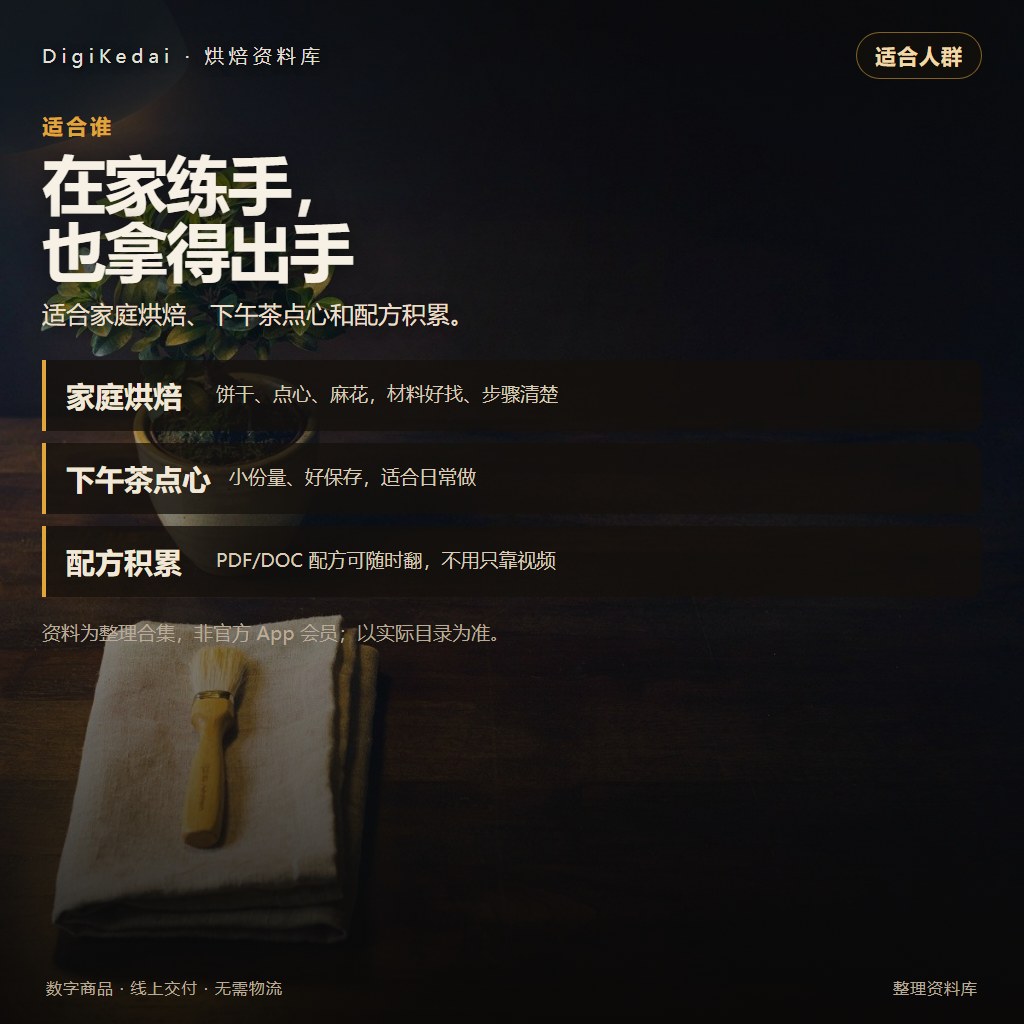 DigiKedai · 烘焙资料库
适合人群
适合谁
在家练手，
也拿得出手
适合家庭烘焙、下午茶点心和配方积累。
家庭烘焙 饼干、点心、麻花，材料好找、步骤清楚
下午茶点心 小份量、好保存，适合日常做
配方积累 PDF/DOC 配方可随时翻，不用只靠视频
资料为整理合集，非官方 App 会员；以实际目录为准。
数字商品 · 线上交付 · 无需物流
整理资料库